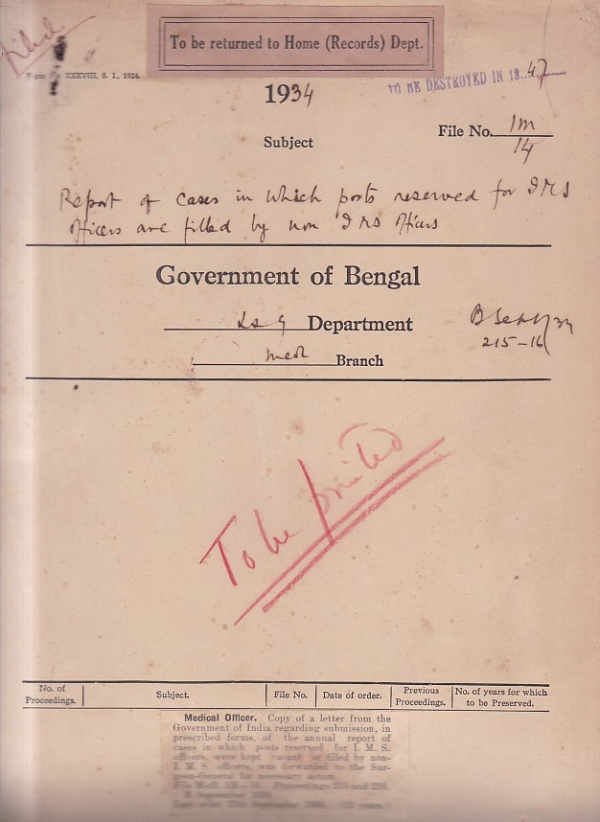 Filed
To be returned to Home (Records) Dept.
XXXVIII, S. I., 1924.
TO BE DESTROYED IN 19..47
1934
Subject
File No. 1M/14
Report of cases in which posts reserved for IMS
officers are filled by non IMS officers
Government of Bengal
LSG Department
Med Branch
215-16
To be printed
No. of Proceedings. Subject. File No. Date of order. Previous Proceedings. No. of years for which to be Preserved.
Medical Officer. Copy of a letter from the
Government of India regarding submission, in
prescribed forms, of the annual report of
cases in which posts reserved for I. M. S.
officers, were kept vacant or filled by non-
I. M. S. officers, was forwarded to the Sur-
geon-General for necessary action.